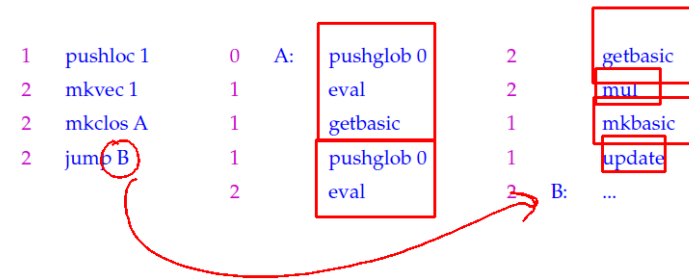 1 pushloc 1 0 A: pushglob 0 2 getbasic
2 mkvec 1 1 eval 2 mul
2 mkclos A 1 getbasic 1 mkbasic
2 jump B 1 pushglob 0 1 update
2 eval 2 B: ...